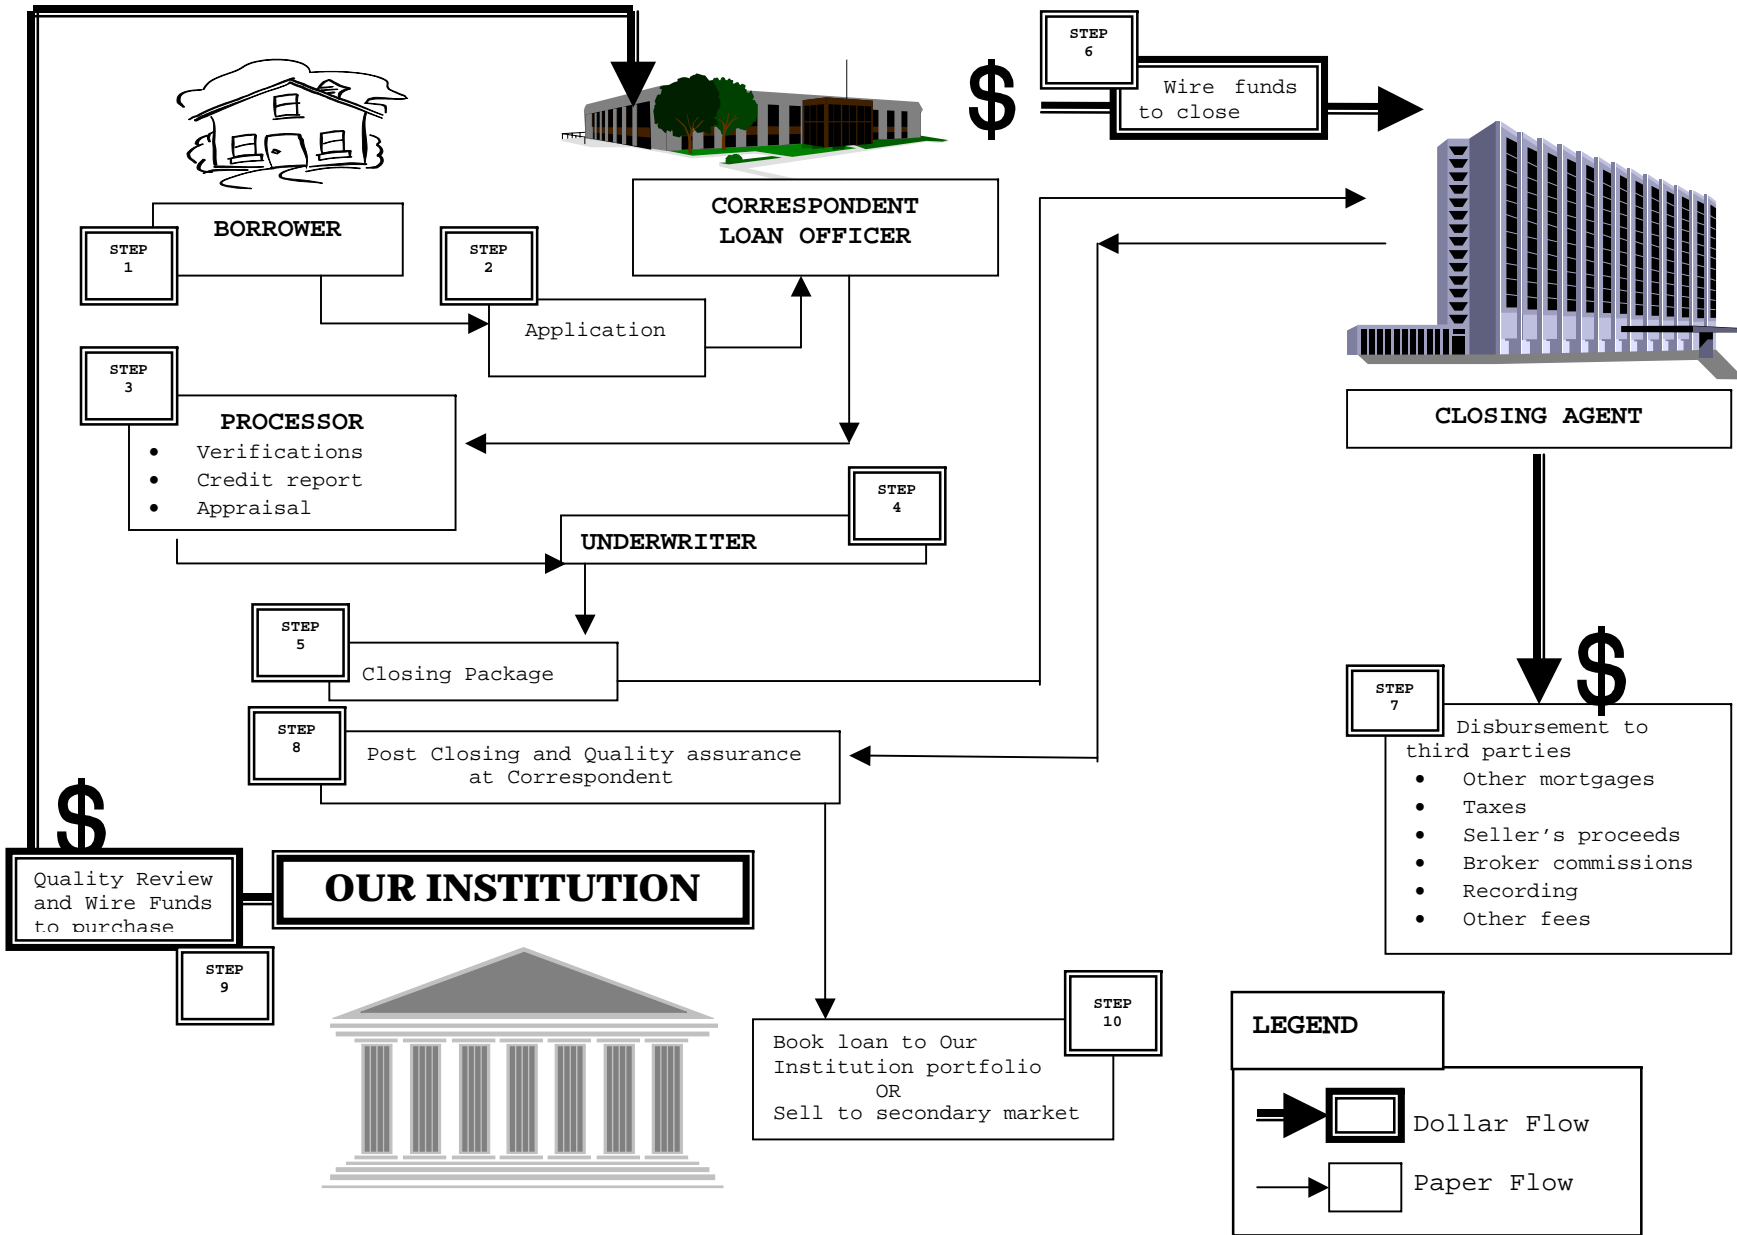 STEP
6
Wire funds
to close
BORROWER
STEP
1
CORRESPONDENT
LOAN OFFICER
STEP
2
Application
STEP
3
PROCESSOR
• Verifications
• Credit report
• Appraisal
STEP
4
UNDERWRITER
STEP
5
Closing Package
CLOSING AGENT
$
$
STEP
7
Disbursement to
third parties
• Other mortgages
• Taxes
• Seller's proceeds
• Broker commissions
• Recording
• Other fees
STEP
8
Post Closing and Quality assurance
at Correspondent
$
Quality Review
and Wire Funds
to purchase
OUR INSTITUTION
STEP
9
STEP
10
Book loan to Our
Institution portfolio
OR
Sell to secondary market
LEGEND
Dollar Flow
Paper Flow